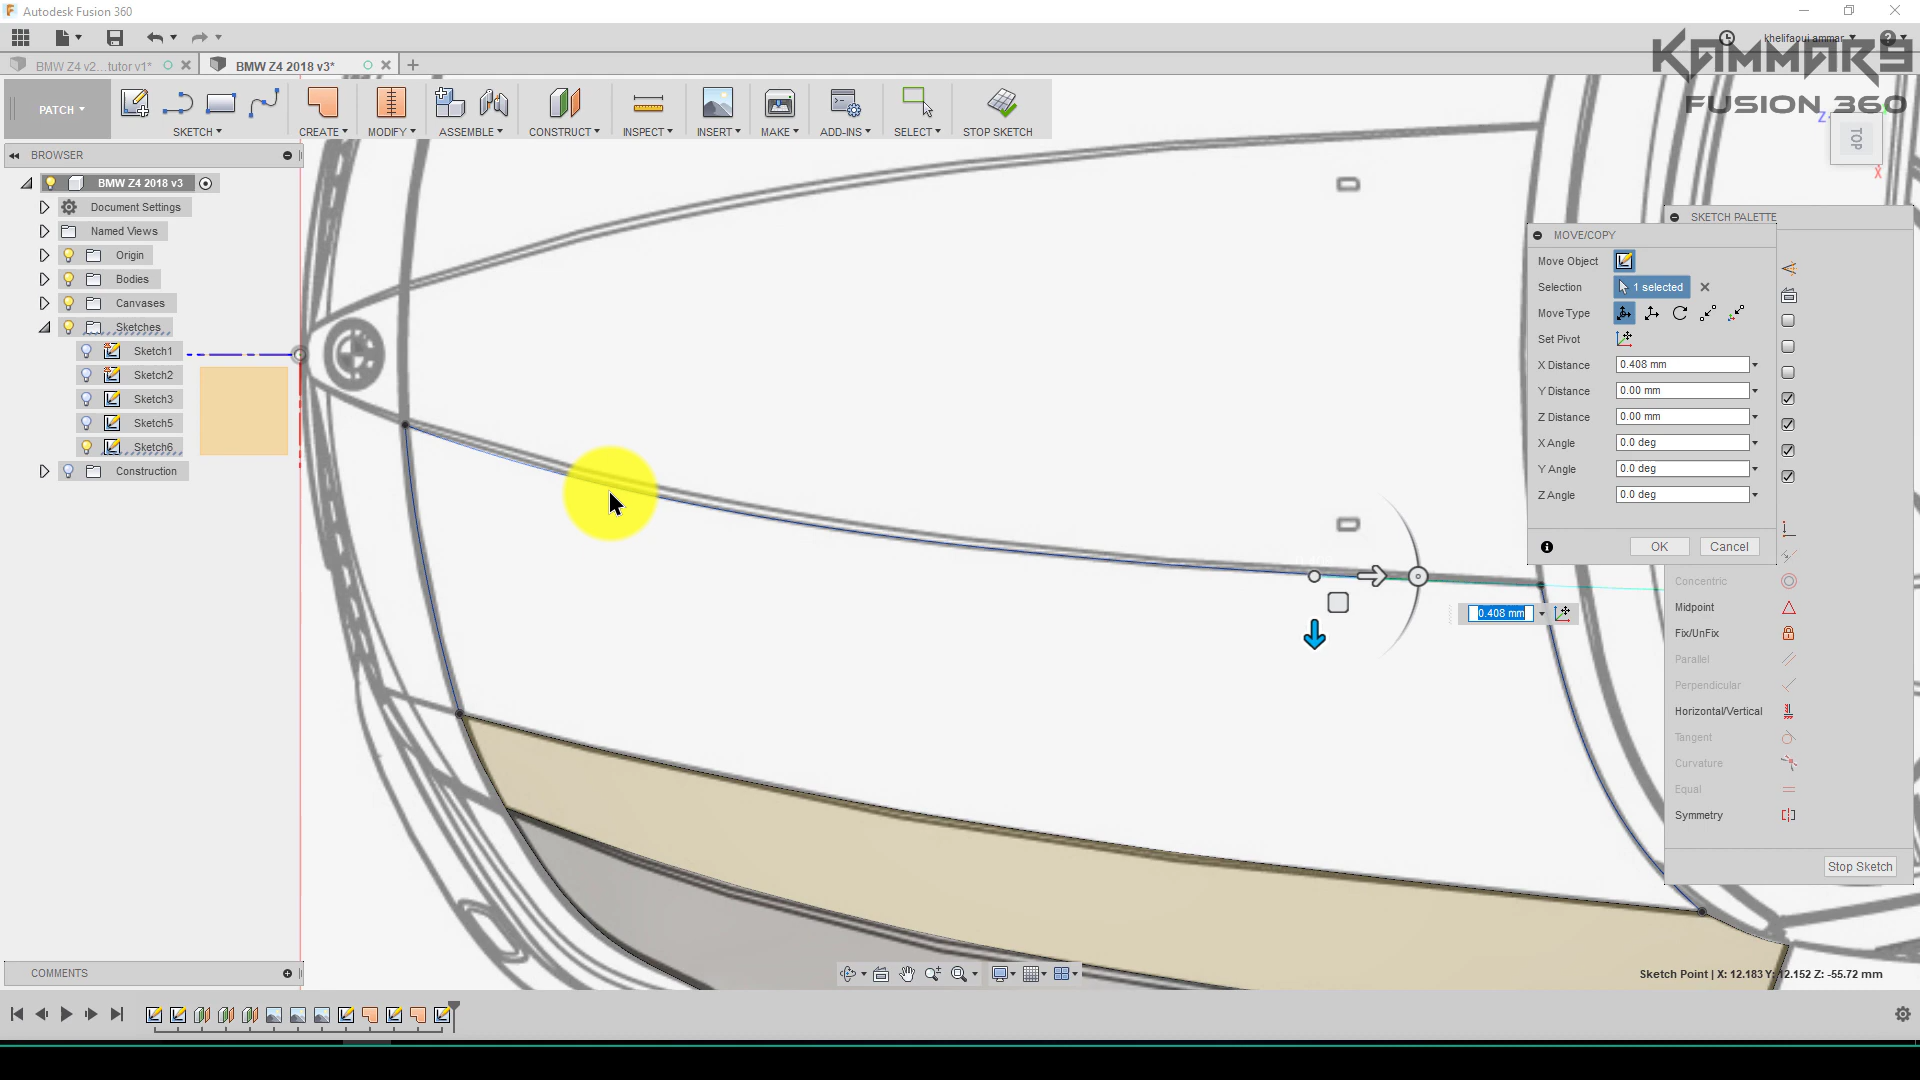 Autodesk Fusion 360
khelifaoui ammar
KAMMARS
FUSION 360
BMW Z4 v2...tutor v1*
BMW Z4 2018 v3*
PATCH
SKETCH
CREATE
MODIFY
ASSEMBLE
CONSTRUCT
INSPECT
INSERT
MAKE
ADD-INS
SELECT
STOP SKETCH
Z
TOP
X
BROWSER
BMW Z4 2018 v3
Document Settings
Named Views
Origin
Bodies
Canvases
Sketches
Sketch1
Sketch2
Sketch3
Sketch5
Sketch6
Construction
SKETCH PALETTE
MOVE/COPY
Move Object
Selection 1 selected
Move Type
Set Pivot
X Distance 0.408 mm
Y Distance 0.00 mm
Z Distance 0.00 mm
X Angle 0.0 deg
Y Angle 0.0 deg
Z Angle 0.0 deg
OK Cancel
0.408 mm
Concentric
Midpoint
Fix/UnFix
Parallel
Perpendicular
Horizontal/Vertical
Tangent
Curvature
Equal
Symmetry
Stop Sketch
COMMENTS
Sketch Point | X: 12.183 Y: 12.152 Z: -55.72 mm